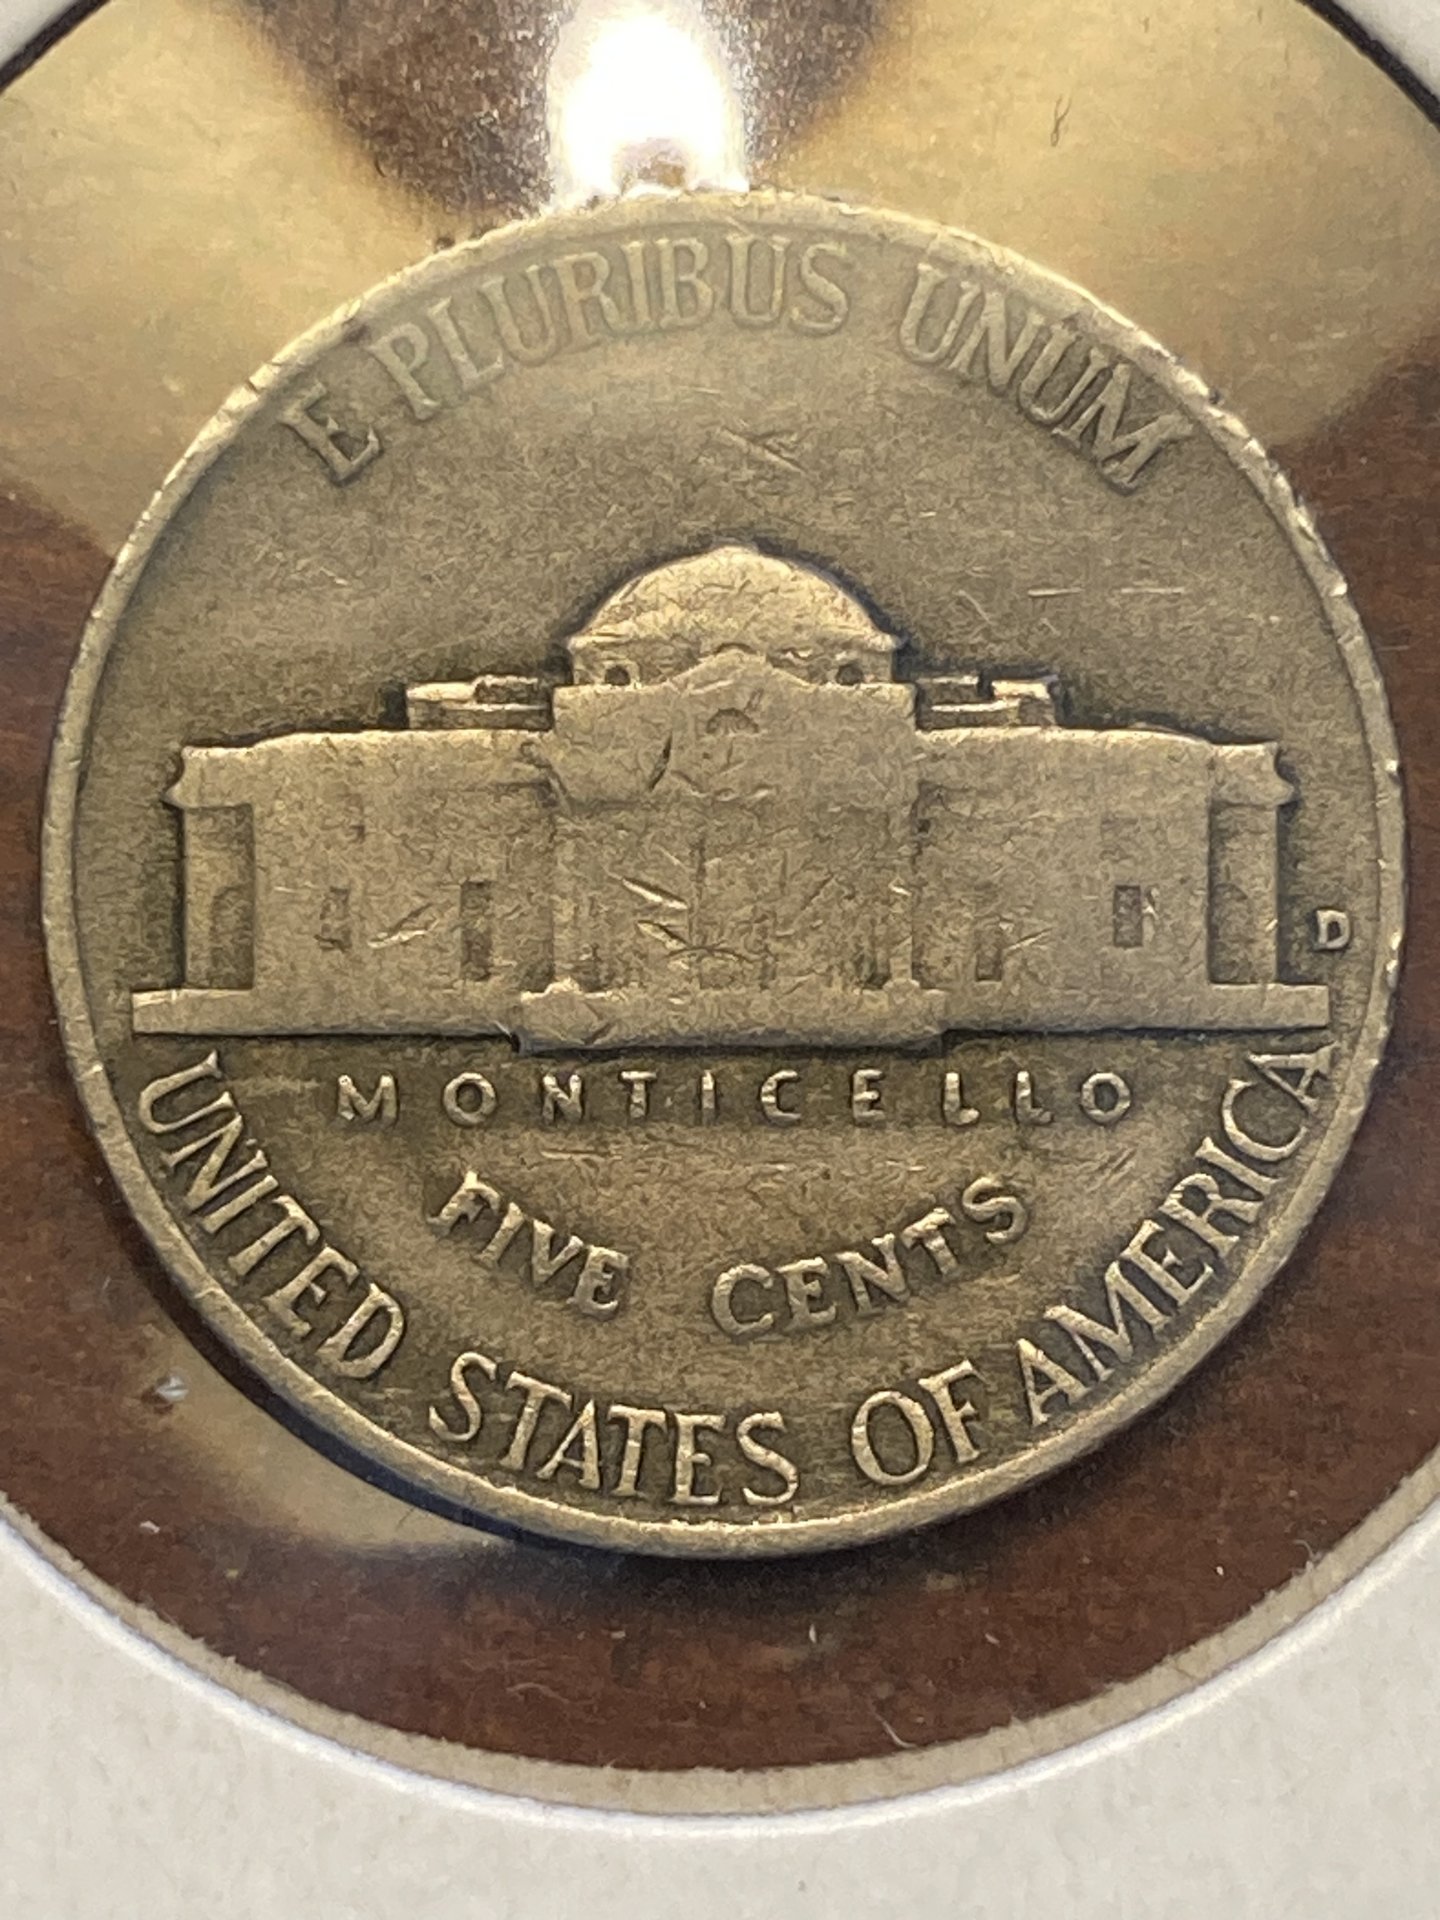 E PLURIBUS UNUM
D
MONTICELLO
FIVE CENTS
UNITED STATES OF AMERICA